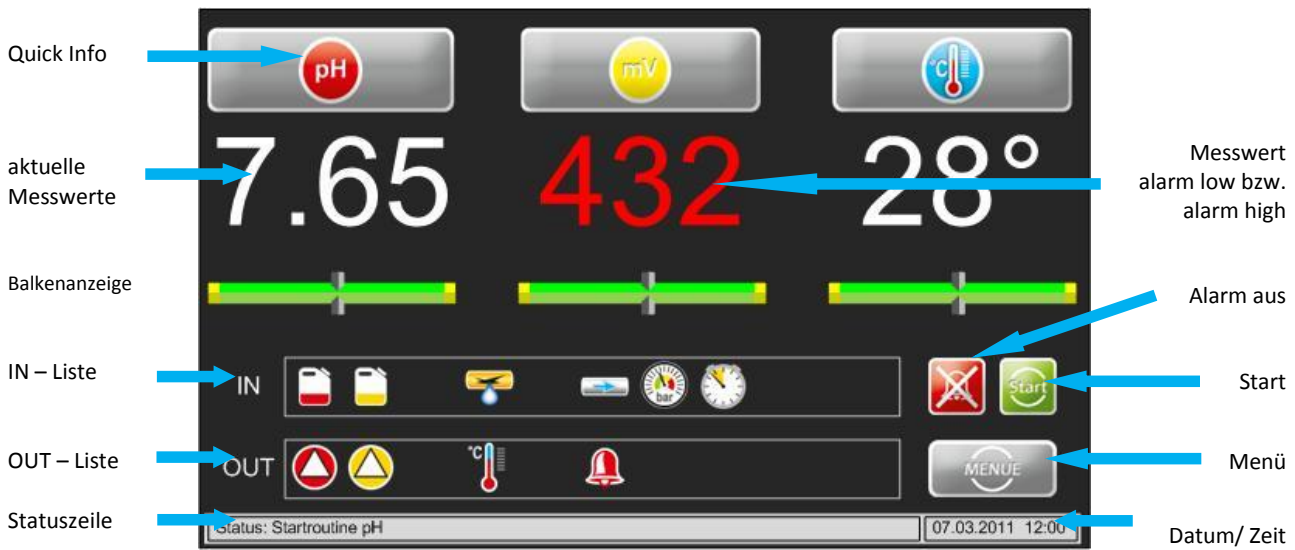 Quick Info
pH
mV
°C
aktuelle
Messwerte
7.65
432
28°
Messwert
alarm low bzw.
alarm high
Balkenanzeige
Alarm aus
IN – Liste
IN
bar
Start
Start
OUT – Liste
OUT
°C
MENUE
Menü
Statuszeile
Status: Startroutine pH
07.03.2011 12:00
Datum/ Zeit